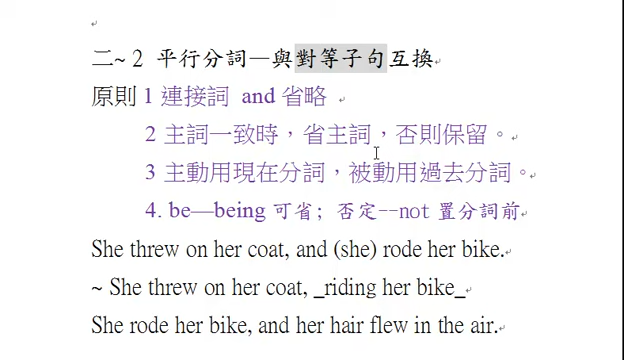 二~ 2 平行分詞—與對等子句互換
原則 1 連接詞 and 省略
2 主詞一致時，省主詞，否則保留。
3 主動用現在分詞，被動用過去分詞。
4. be—being 可省; 否定--not 置分詞前
She threw on her coat, and (she) rode her bike.
~ She threw on her coat, _riding her bike_
She rode her bike, and her hair flew in the air.